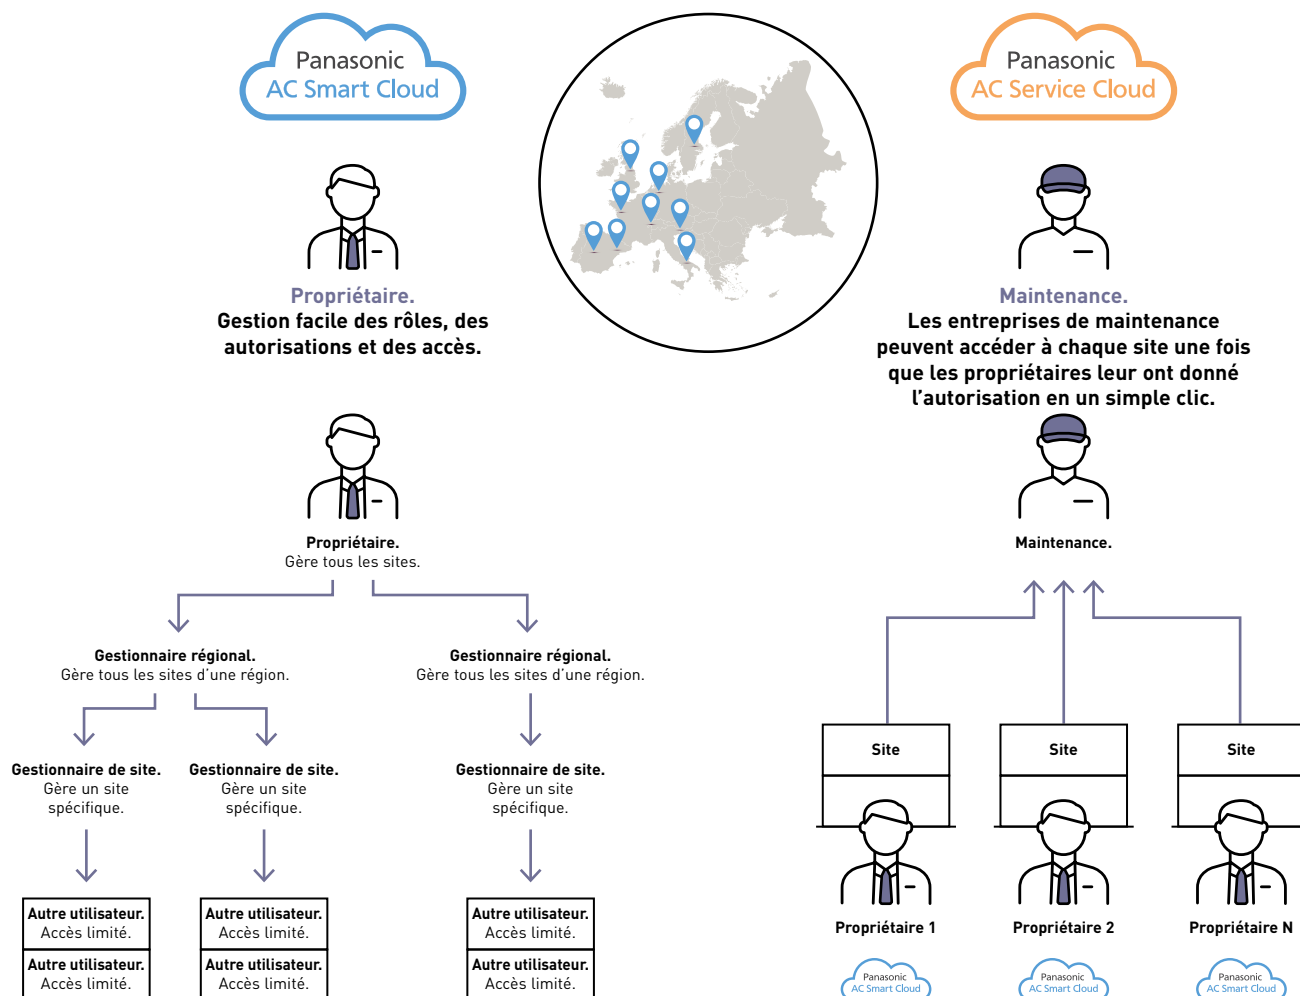 Panasonic
AC Smart Cloud
Panasonic
AC Service Cloud
Propriétaire.
Gestion facile des rôles, des
autorisations et des accès.
Maintenance.
Les entreprises de maintenance
peuvent accéder à chaque site une fois
que les propriétaires leur ont donné
l’autorisation en un simple clic.
Propriétaire.
Gère tous les sites.
Gestionnaire régional.
Gère tous les sites d’une région.
Gestionnaire régional.
Gère tous les sites d’une région.
Gestionnaire de site.
Gère un site
spécifique.
Gestionnaire de site.
Gère un site
spécifique.
Gestionnaire de site.
Gère un site
spécifique.
Autre utilisateur.
Accès limité.
Autre utilisateur.
Accès limité.
Autre utilisateur.
Accès limité.
Autre utilisateur.
Accès limité.
Autre utilisateur.
Accès limité.
Autre utilisateur.
Accès limité.
Maintenance.
Site
Site
Site
Propriétaire 1
Propriétaire 2
Propriétaire N
Panasonic
AC Smart Cloud
Panasonic
AC Smart Cloud
Panasonic
AC Smart Cloud